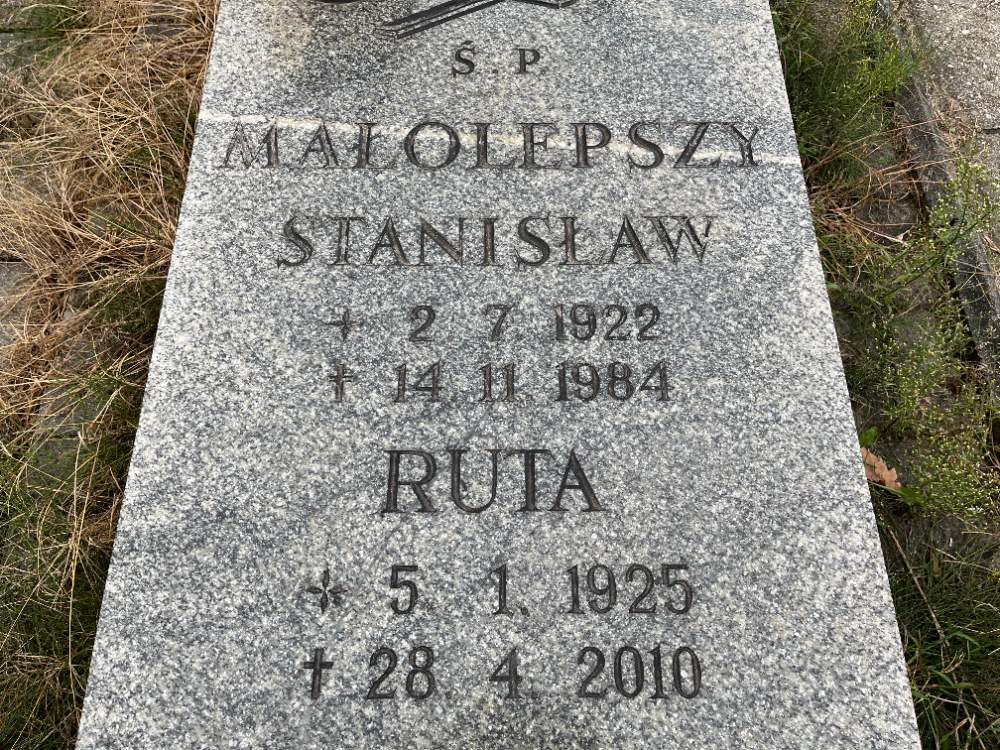 Ś. P.
MAŁOLEPSZY
STANISŁAW
+ 2. 7. 1922
✝ 14. 11. 1984
RUTA
✢ 5. 1. 1925
✝ 28. 4. 2010